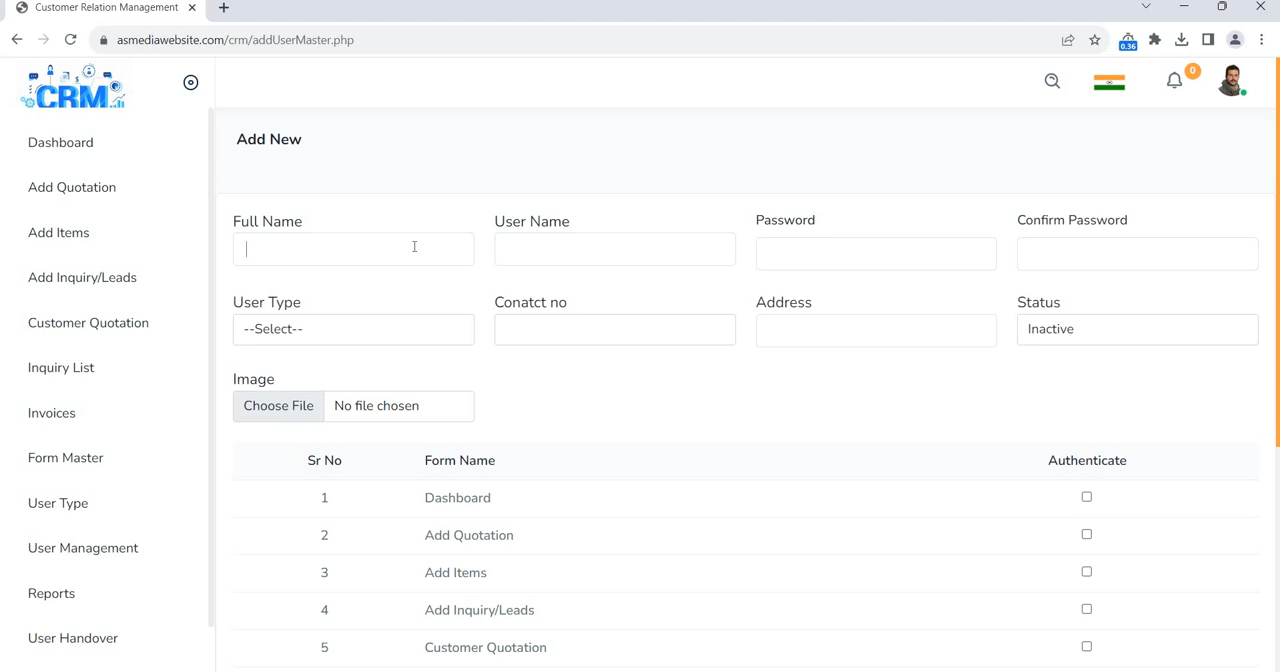 Customer Relation Management
asmediawebsite.com/crm/addUserMaster.php
0.36
CRM
0
Dashboard
Add Quotation
Add Items
Add Inquiry/Leads
Customer Quotation
Inquiry List
Invoices
Form Master
User Type
User Management
Reports
User Handover
Add New
Full Name User Name Password Confirm Password
User Type Conatct no Address Status
--Select-- Inactive
Image
Choose File No file chosen
Sr No Form Name Authenticate
1 Dashboard
2 Add Quotation
3 Add Items
4 Add Inquiry/Leads
5 Customer Quotation